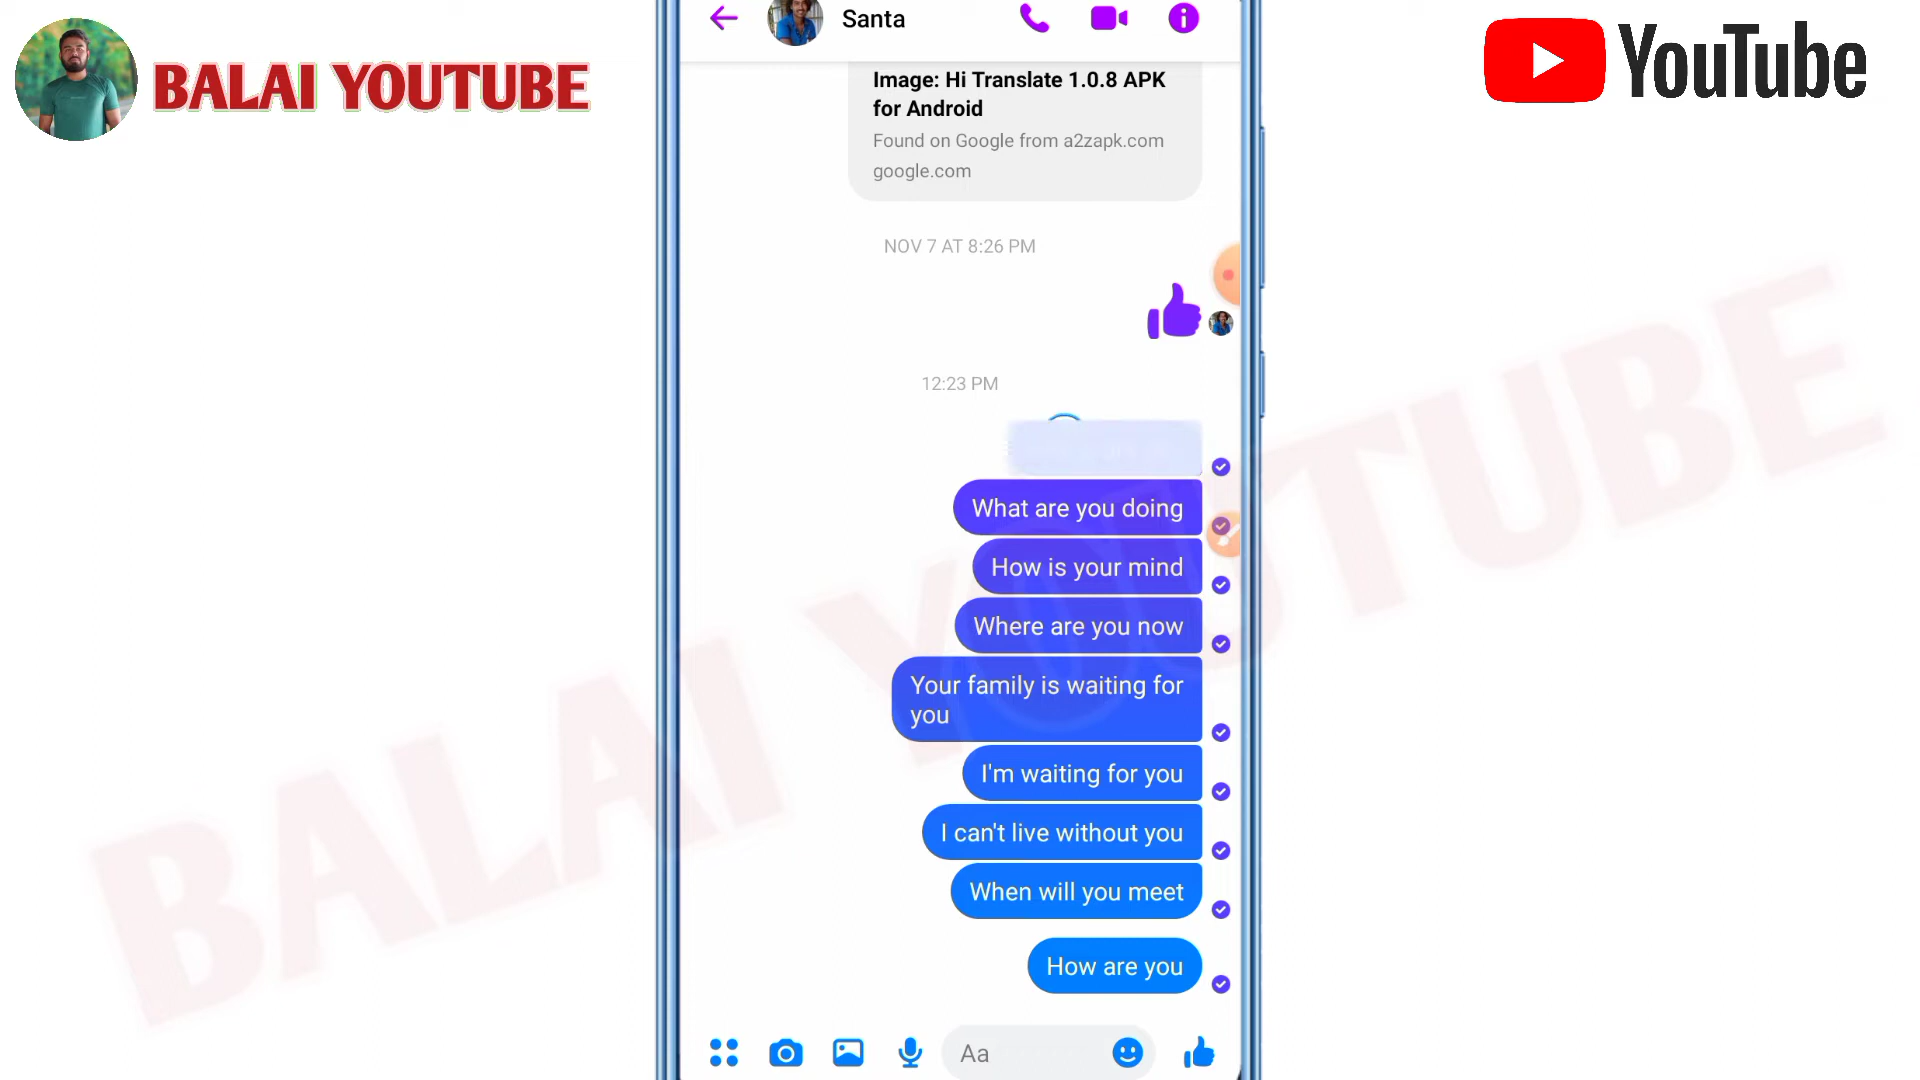 BALAI YOUTUBE
YouTube
Santa
Image: Hi Translate 1.0.8 APK
for Android
Found on Google from a2zapk.com
google.com
NOV 7 AT 8:26 PM
12:23 PM
What are you doing
How is your mind
Where are you now
Your family is waiting for
you
I'm waiting for you
I can't live without you
When will you meet
How are you
Aa
BALAI YOUTUBE